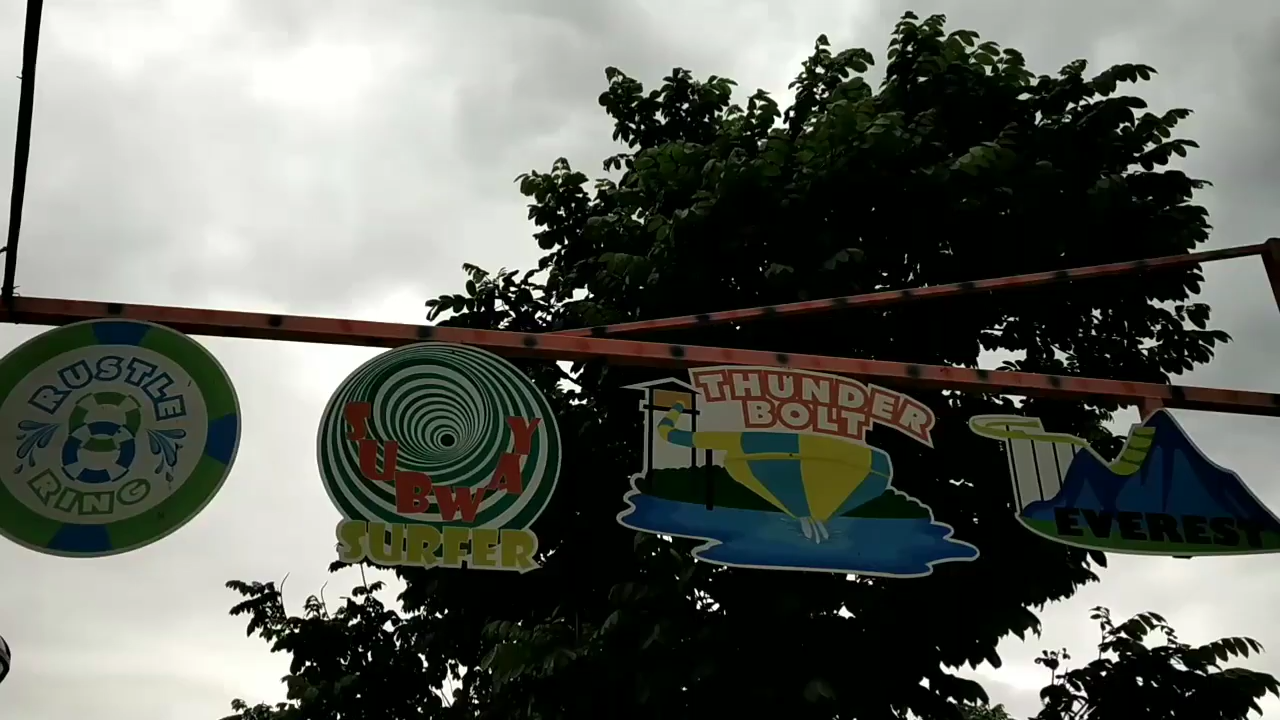 RUSTLE
RING
SUBWAY
SURFER
THUNDER
BOLT
EVEREST